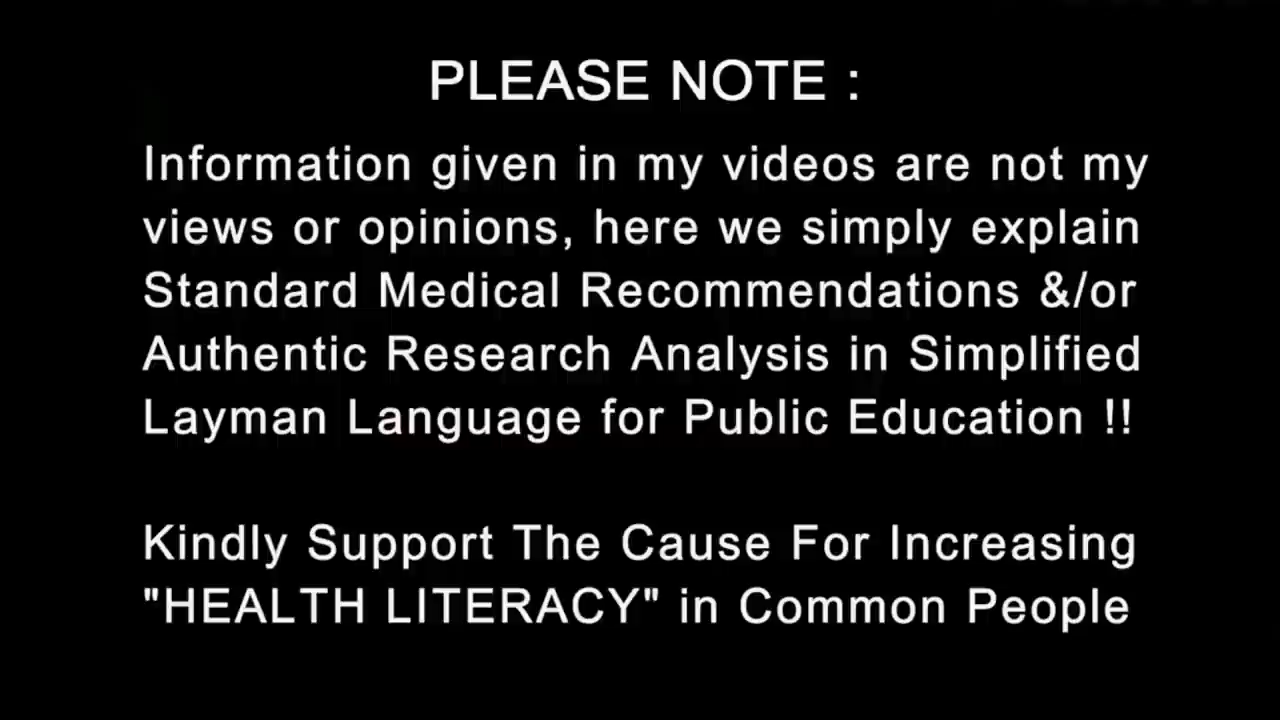 PLEASE NOTE :
Information given in my videos are not my
views or opinions, here we simply explain
Standard Medical Recommendations &/or
Authentic Research Analysis in Simplified
Layman Language for Public Education !!
Kindly Support The Cause For Increasing
"HEALTH LITERACY" in Common People